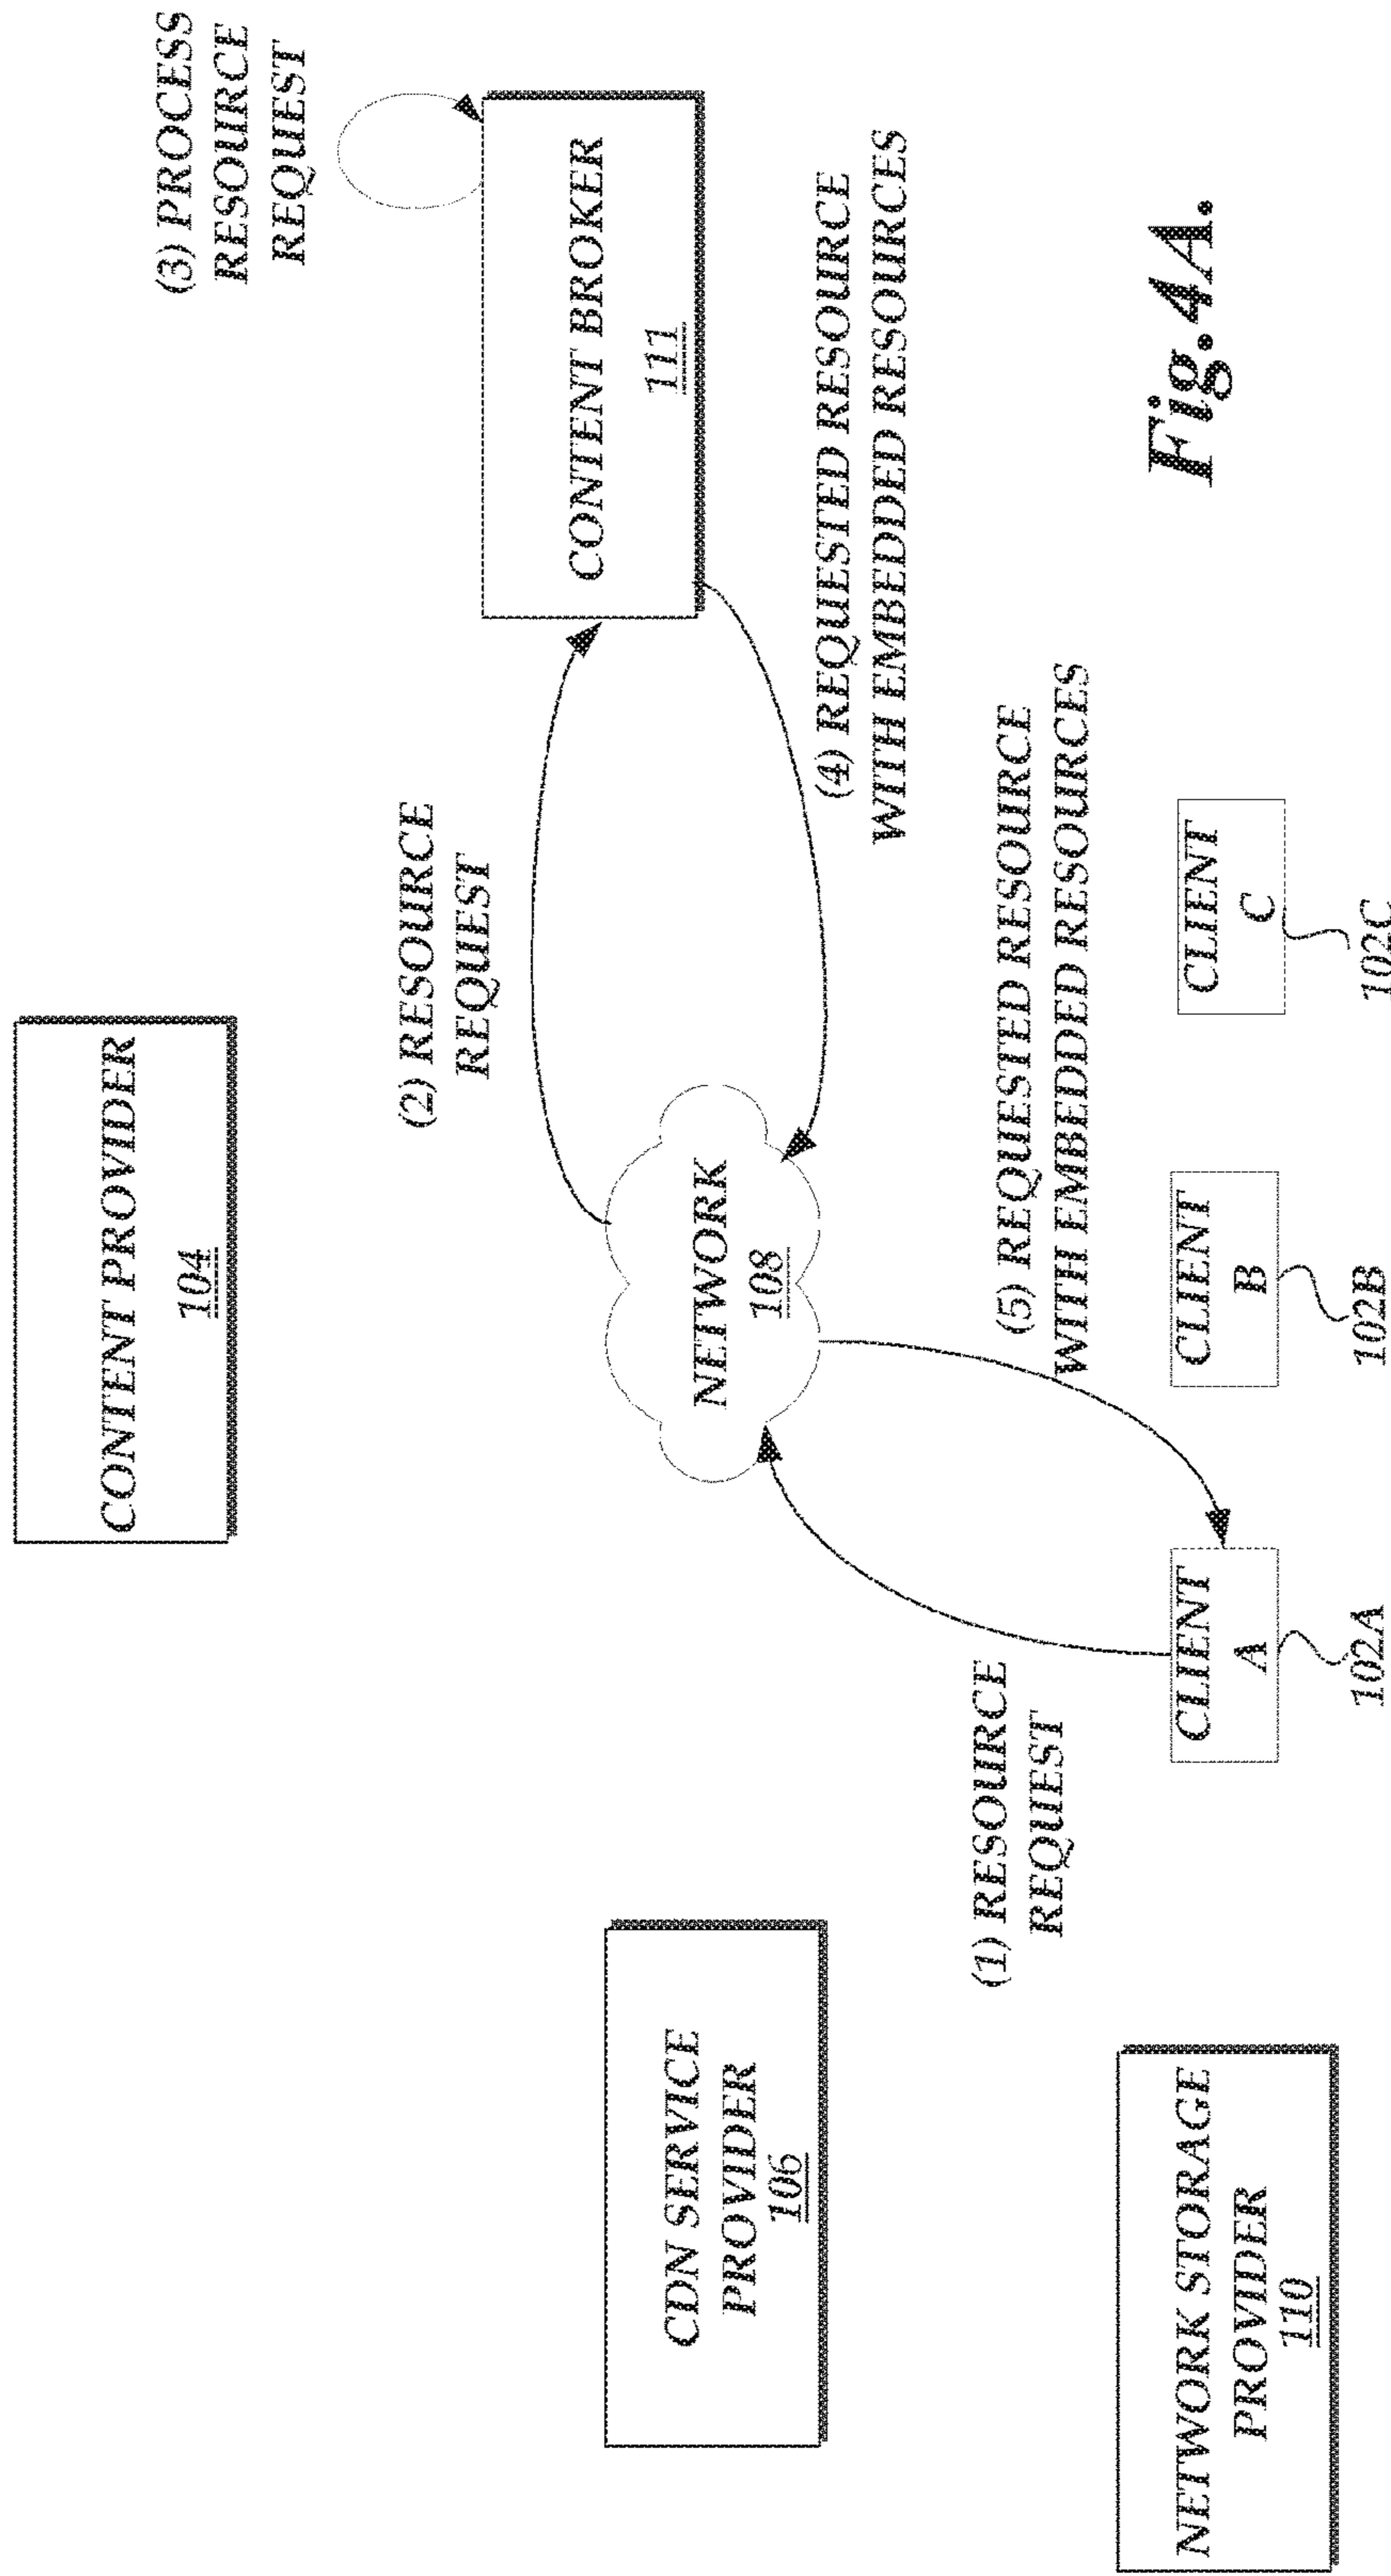 CONTENT PROVIDER
104
(3) PROCESS
RESOURCE
REQUEST
(2) RESOURCE
REQUEST
CDN SERVICE
PROVIDER
106
NETWORK
108
CONTENT BROKER
111
(4) REQUESTED RESOURCE
WITH EMBEDDED RESOURCES
(1) RESOURCE
REQUEST
(5) REQUESTED RESOURCE
WITH EMBEDDED RESOURCES
NETWORK STORAGE
PROVIDER
110
CLIENT
A
102A
CLIENT
B
102B
CLIENT
C
102C
Fig.4A.